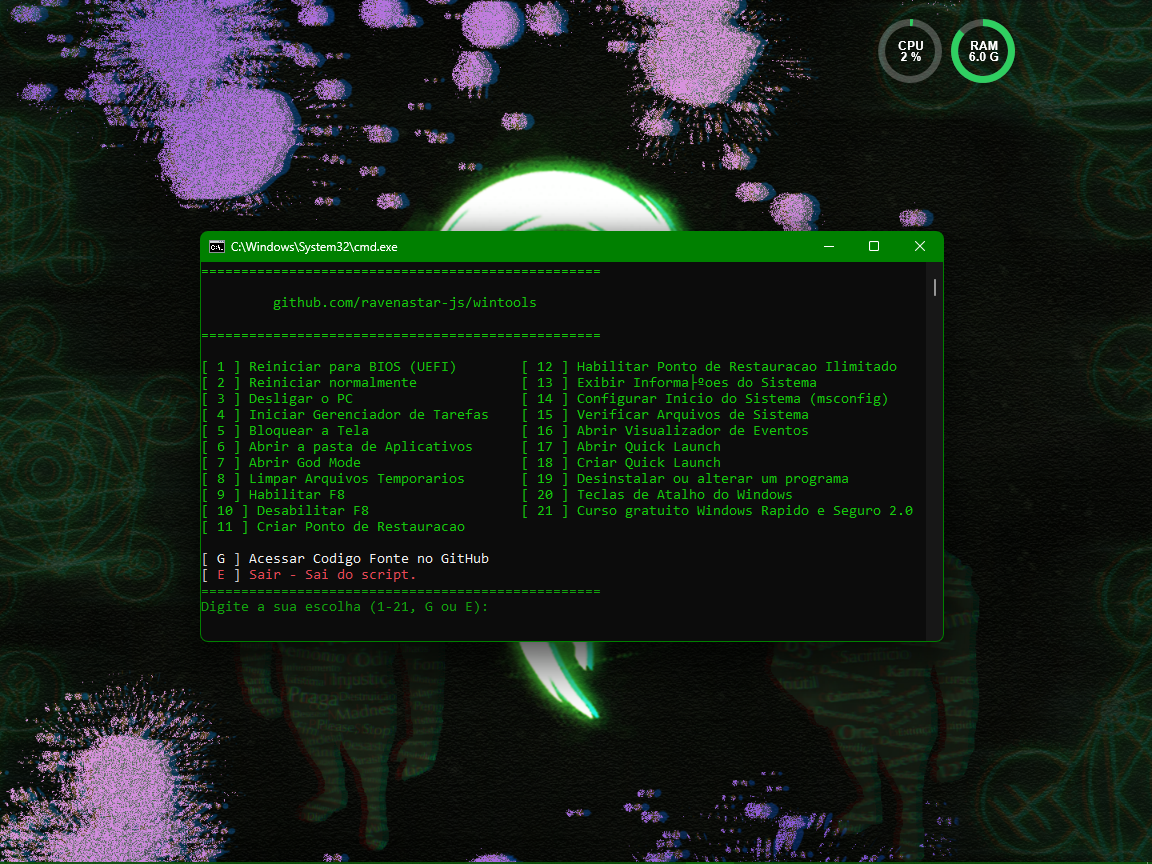 CPU
2 %
RAM
6.0 G
C:\Windows\System32\cmd.exe
==================================================
github.com/ravenastar-js/wintools
==================================================
[ 1 ] Reiniciar para BIOS (UEFI) [ 12 ] Habilitar Ponto de Restauracao Ilimitado
[ 2 ] Reiniciar normalmente [ 13 ] Exibir Informa├ºoes do Sistema
[ 3 ] Desligar o PC [ 14 ] Configurar Inicio do Sistema (msconfig)
[ 4 ] Iniciar Gerenciador de Tarefas [ 15 ] Verificar Arquivos de Sistema
[ 5 ] Bloquear a Tela [ 16 ] Abrir Visualizador de Eventos
[ 6 ] Abrir a pasta de Aplicativos [ 17 ] Abrir Quick Launch
[ 7 ] Abrir God Mode [ 18 ] Criar Quick Launch
[ 8 ] Limpar Arquivos Temporarios [ 19 ] Desinstalar ou alterar um programa
[ 9 ] Habilitar F8 [ 20 ] Teclas de Atalho do Windows
[ 10 ] Desabilitar F8 [ 21 ] Curso gratuito Windows Rapido e Seguro 2.0
[ 11 ] Criar Ponto de Restauracao
[ G ] Acessar Codigo Fonte no GitHub
[ E ] Sair - Sai do script.
==================================================
Digite a sua escolha (1-21, G ou E):
Injustic
Praga
Madness
Sacrifício
One